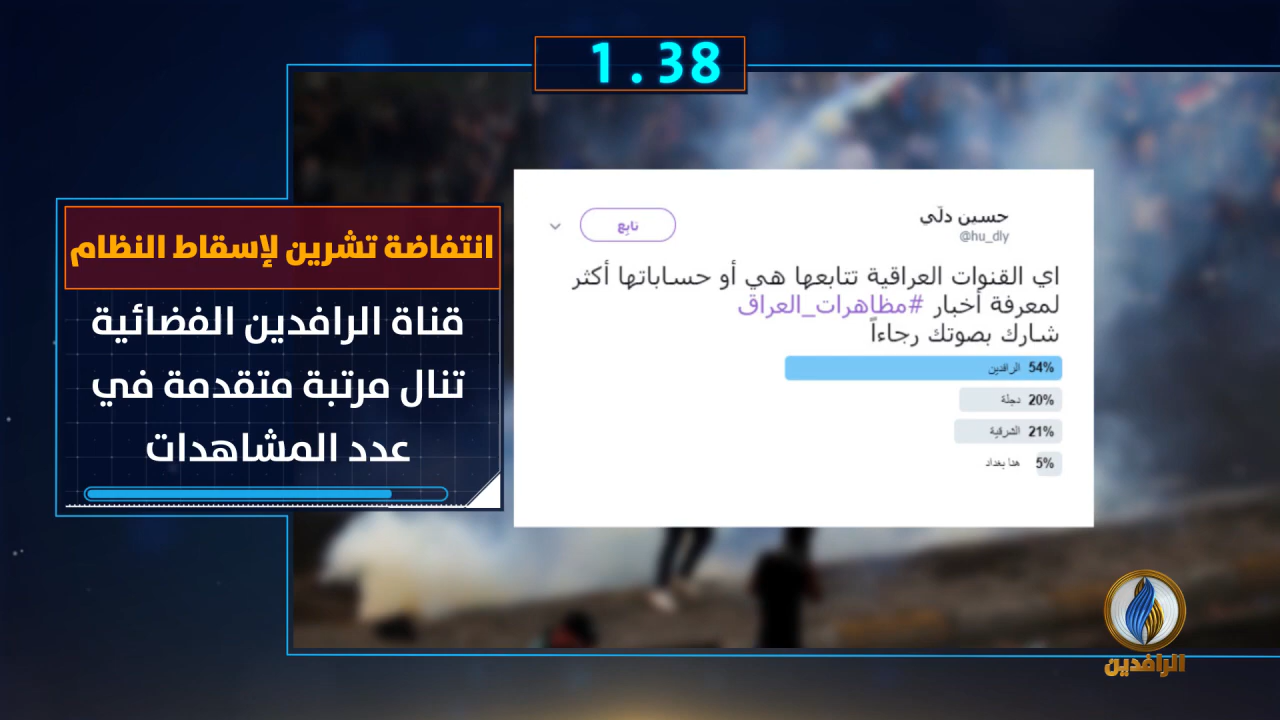 1.38
انتفاضة تشرين لإسقاط النظام
قناة الرافدين الفضائية
تنال مرتبة متقدمة في
عدد المشاهدات
حسين دلّي
@hu_dly
تابِع
اي القنوات العراقية تتابعها هي أو حساباتها أكثر
لمعرفة أخبار #مظاهرات_العراق
شارك بصوتك رجاءاً
54% الرافدين
20% دجلة
21% الشرقية
5% هنا بغداد
الرافدين